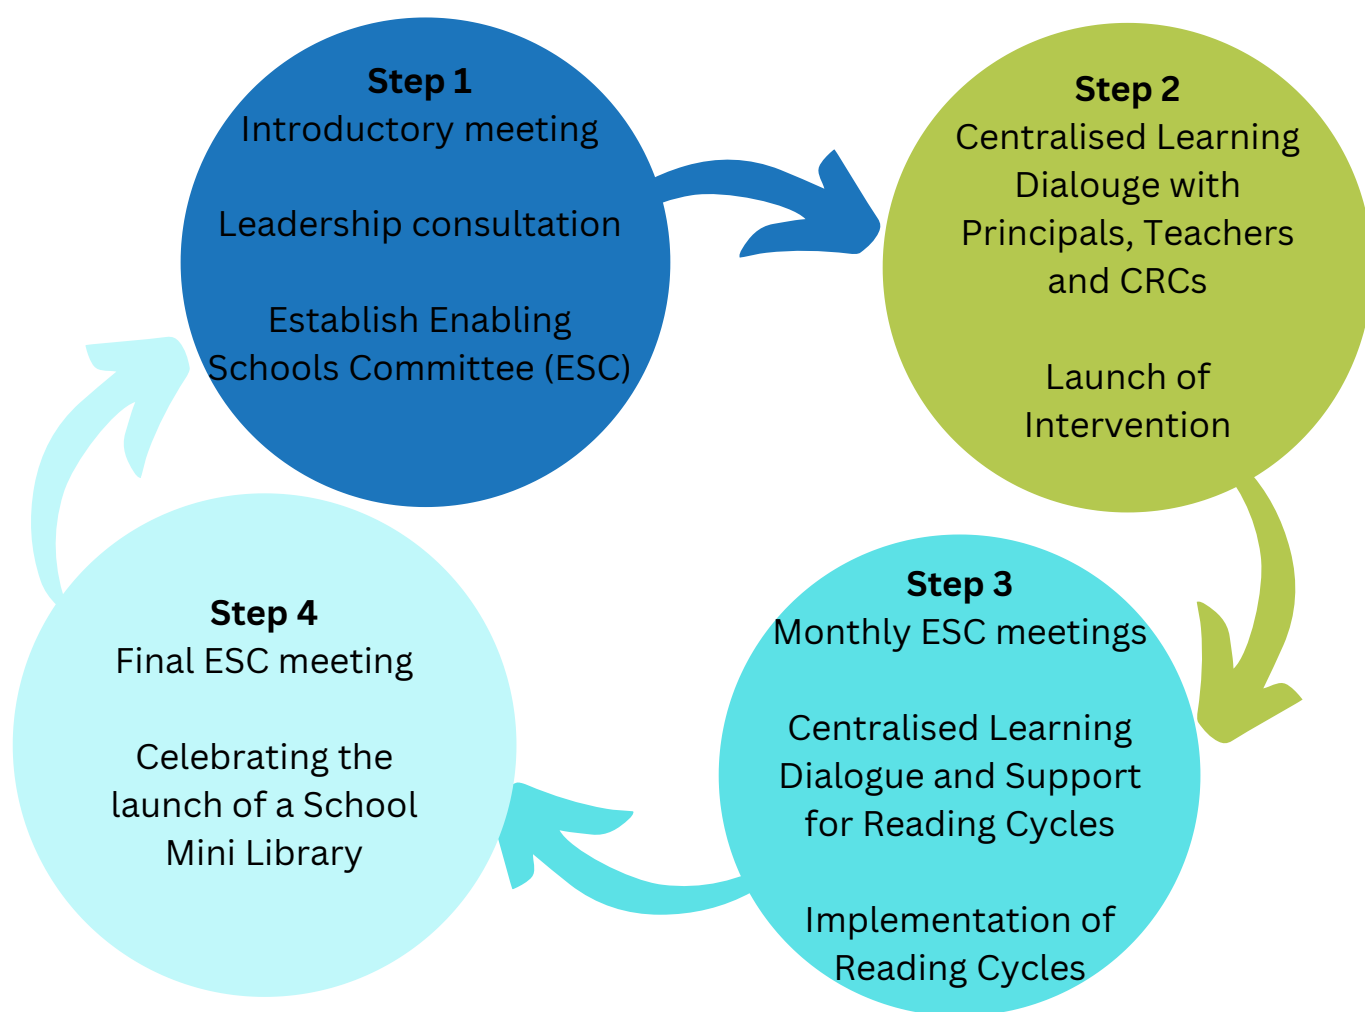 Step 1
Introductory meeting
Leadership consultation
Establish Enabling
Schools Committee (ESC)
Step 2
Centralised Learning
Dialouge with
Principals, Teachers
and CRCs
Launch of
Intervention
Step 3
Monthly ESC meetings
Centralised Learning
Dialogue and Support
for Reading Cycles
Implementation of
Reading Cycles
Step 4
Final ESC meeting
Celebrating the
launch of a School
Mini Library